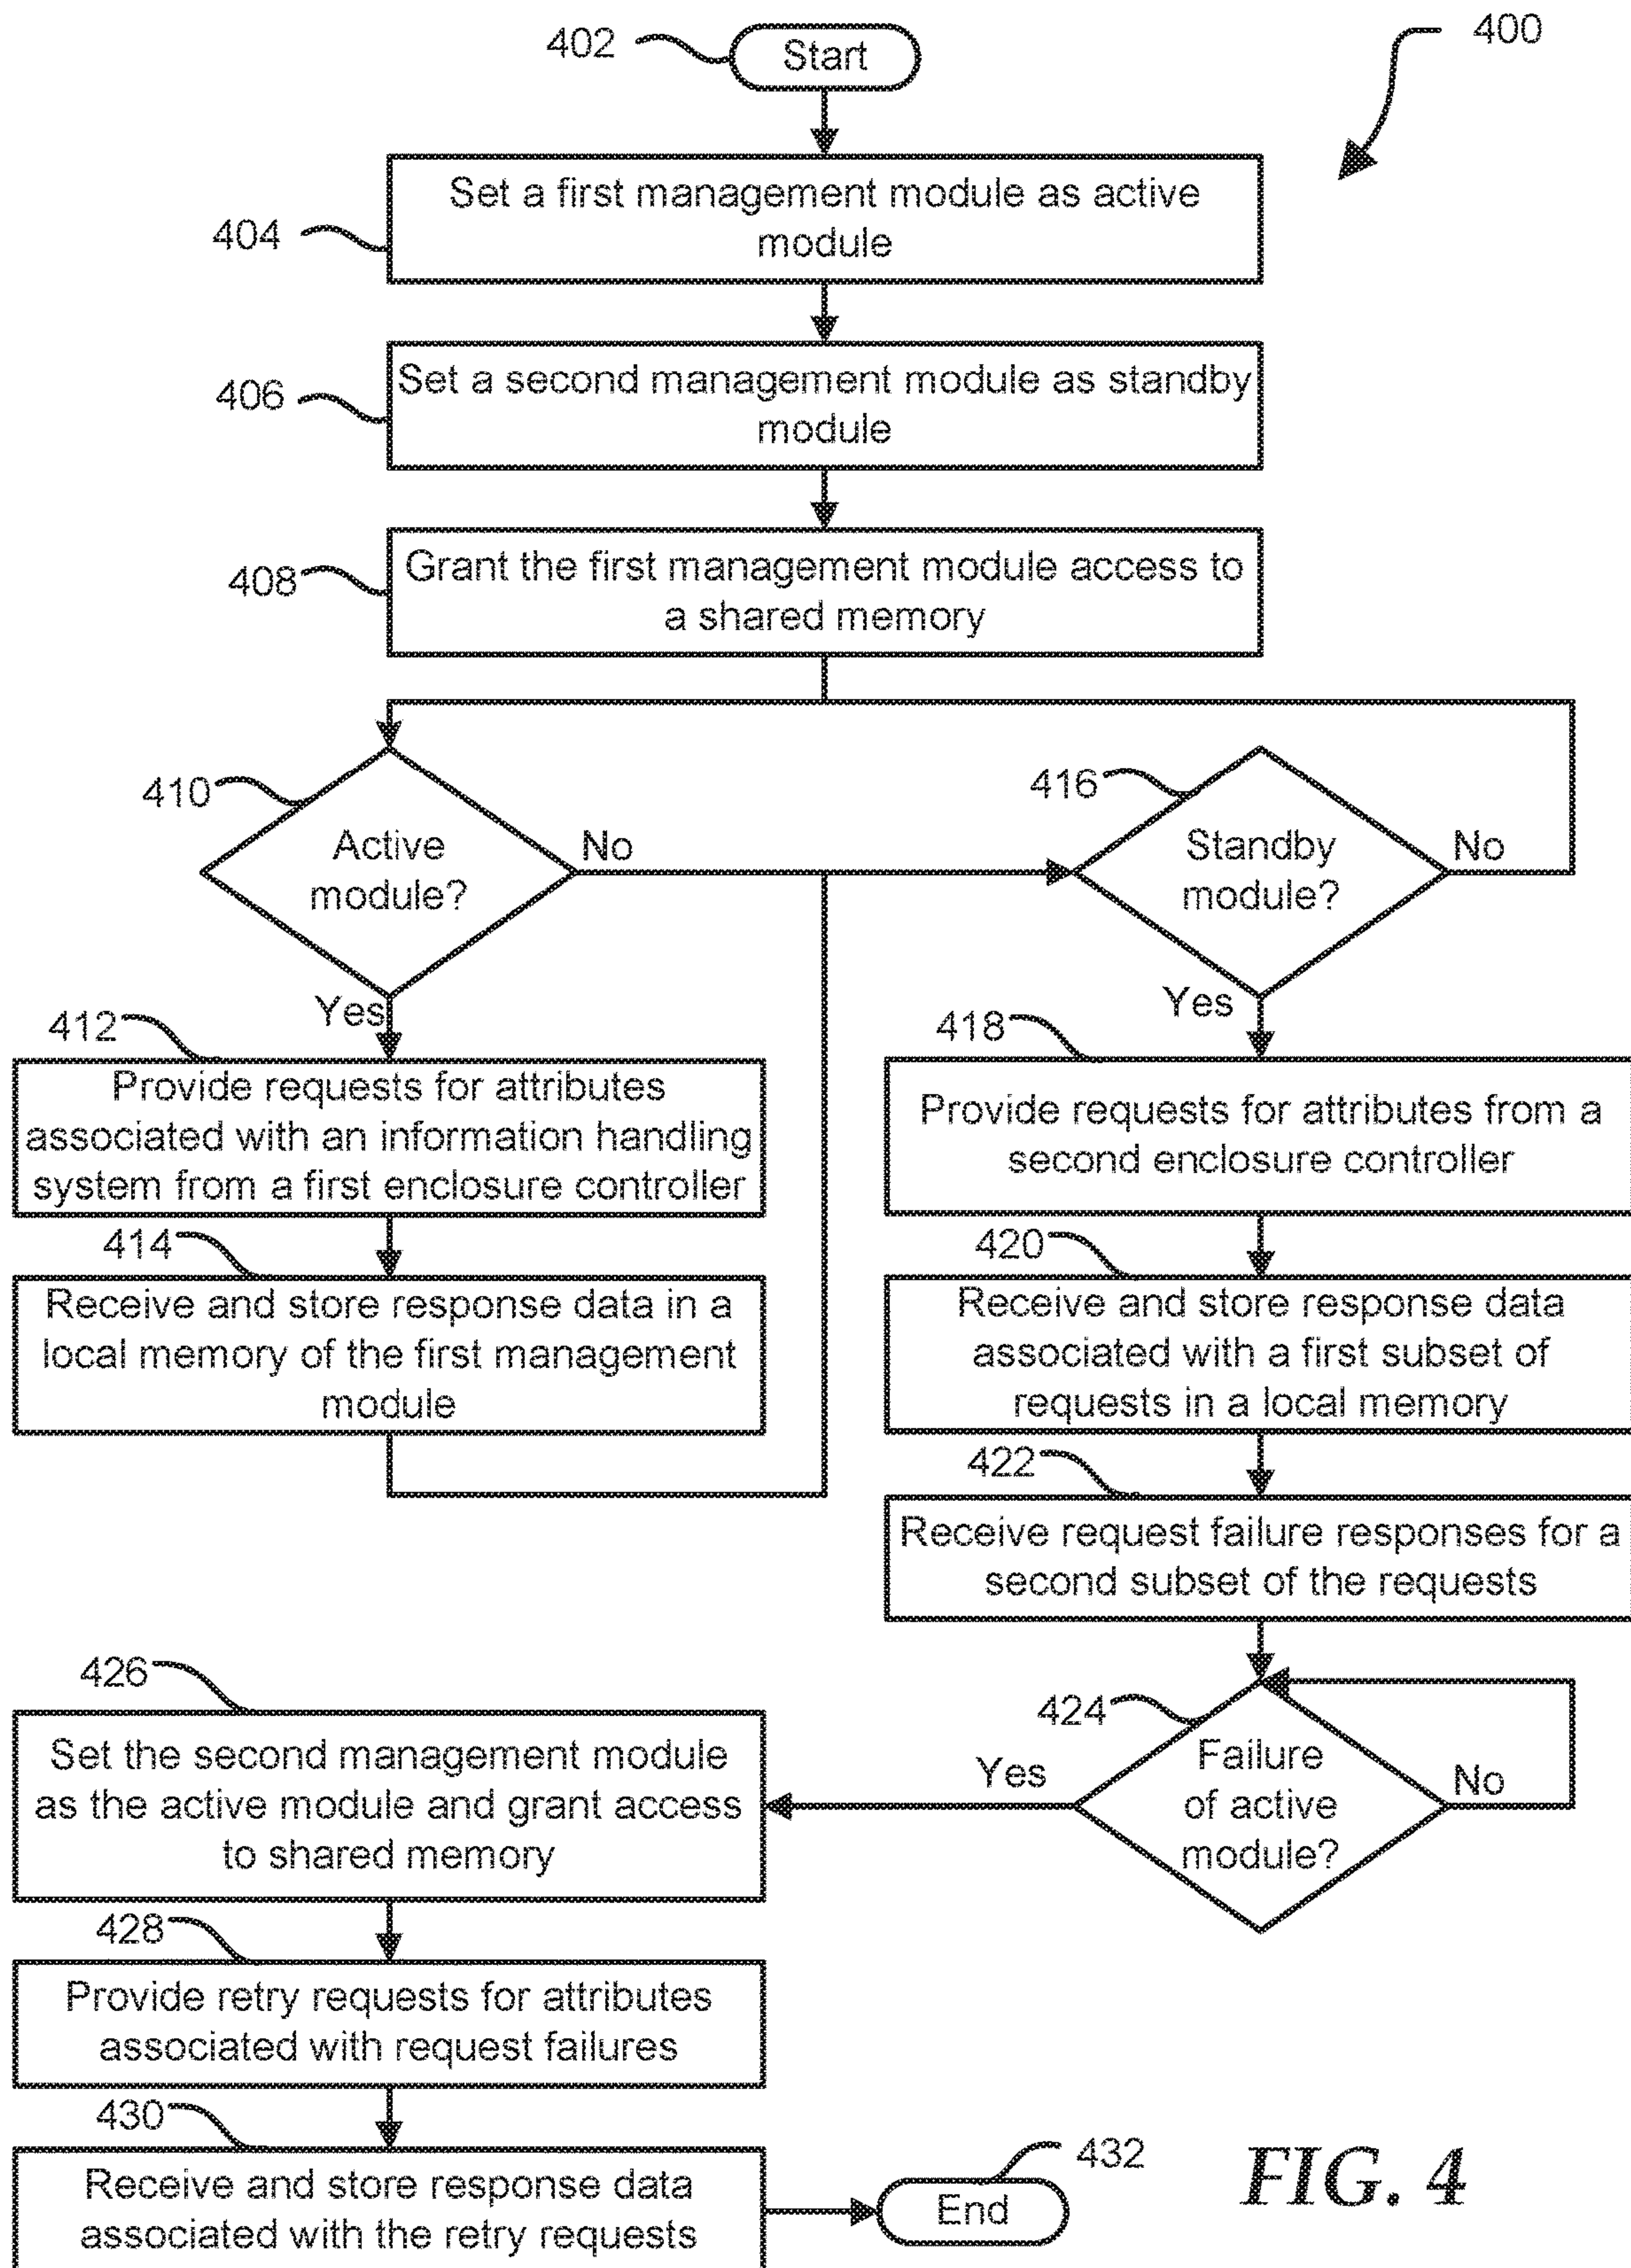 402
Start
400
404
Set a first management module as active
module
406
Set a second management module as standby
module
408
Grant the first management module access to
a shared memory
410
Active
module?
No
Yes
416
Standby
module?
No
Yes
412
Provide requests for attributes
associated with an information handling
system from a first enclosure controller
414
Receive and store response data in a
local memory of the first management
module
418
Provide requests for attributes from a
second enclosure controller
420
Receive and store response data
associated with a first subset of
requests in a local memory
422
Receive request failure responses for a
second subset of the requests
424
Failure
of active
module?
Yes
No
426
Set the second management module
as the active module and grant access
to shared memory
428
Provide retry requests for attributes
associated with request failures
430
Receive and store response data
associated with the retry requests
432
End
FIG. 4